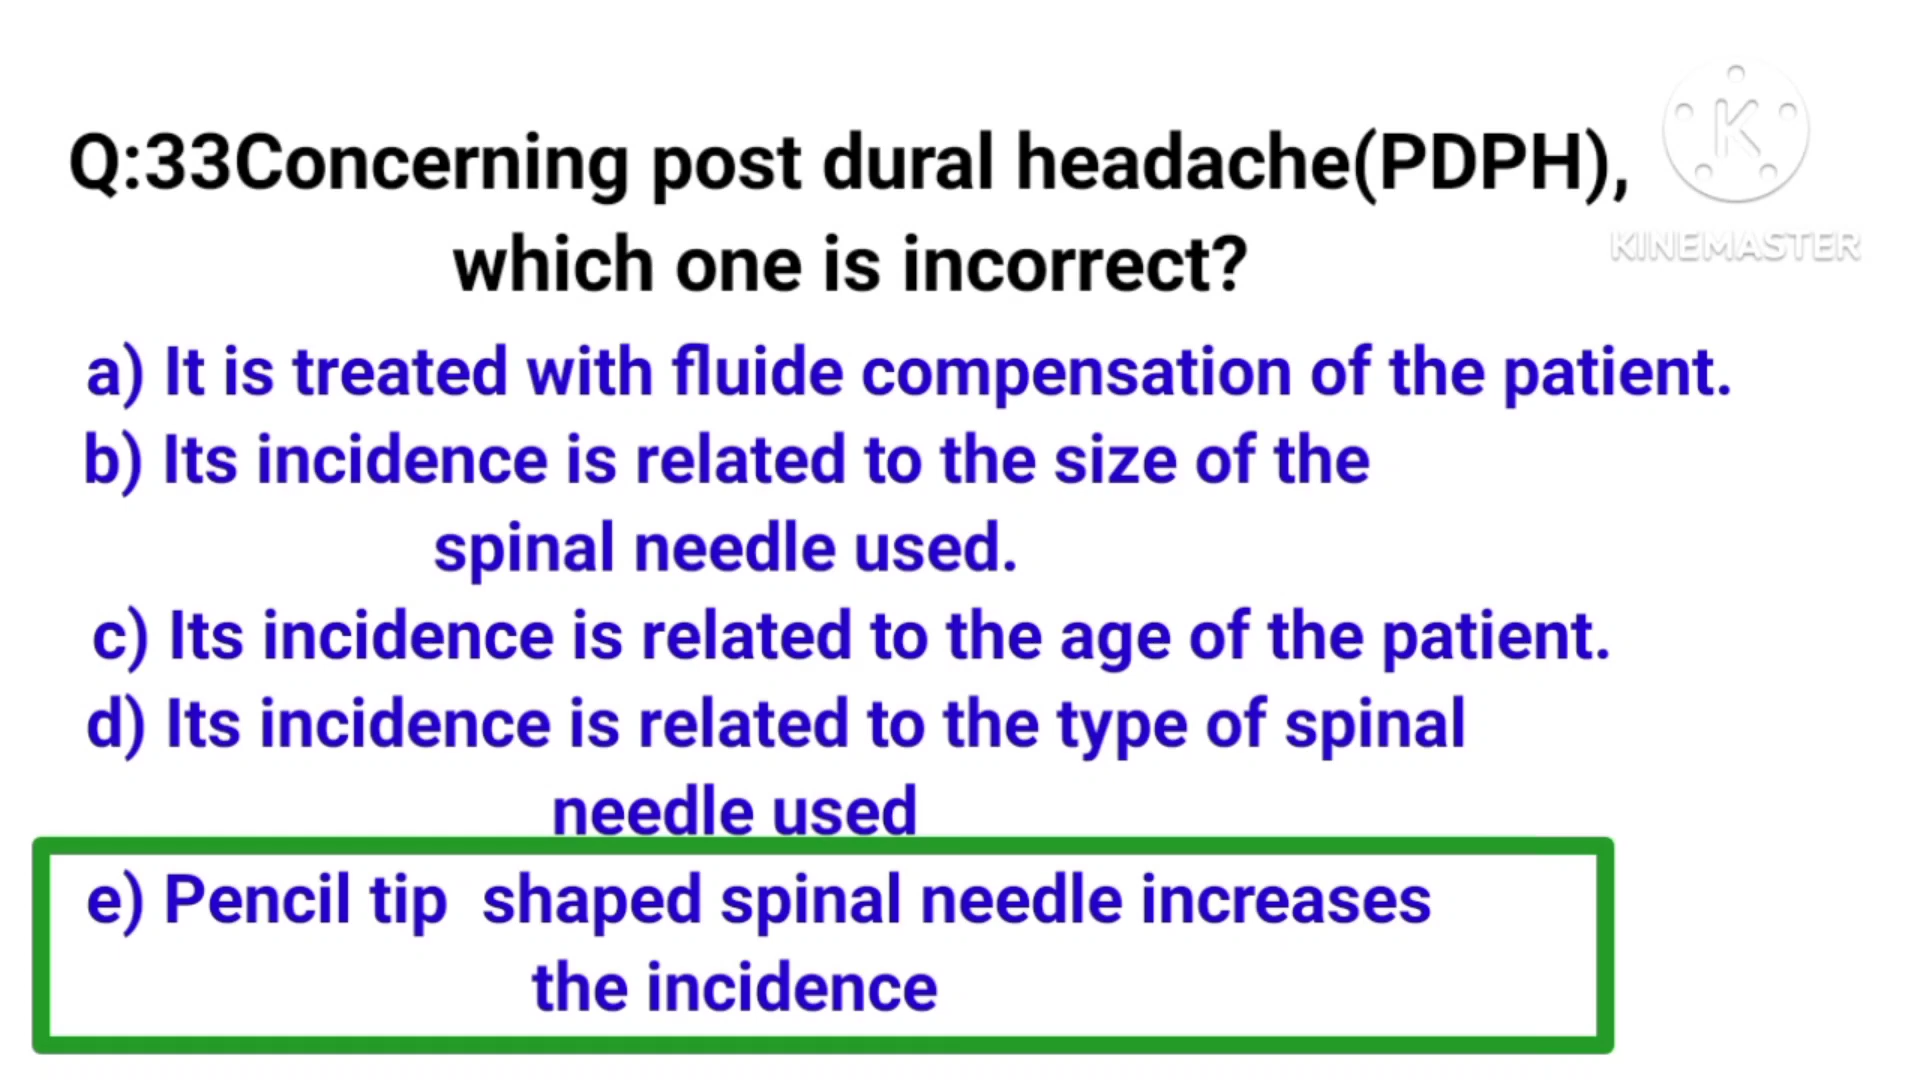 Q:33Concerning post dural headache(PDPH),
which one is incorrect?
KINEMASTER
a) It is treated with fluide compensation of the patient.
b) Its incidence is related to the size of the
spinal needle used.
c) Its incidence is related to the age of the patient.
d) Its incidence is related to the type of spinal
needle used
e) Pencil tip shaped spinal needle increases
the incidence